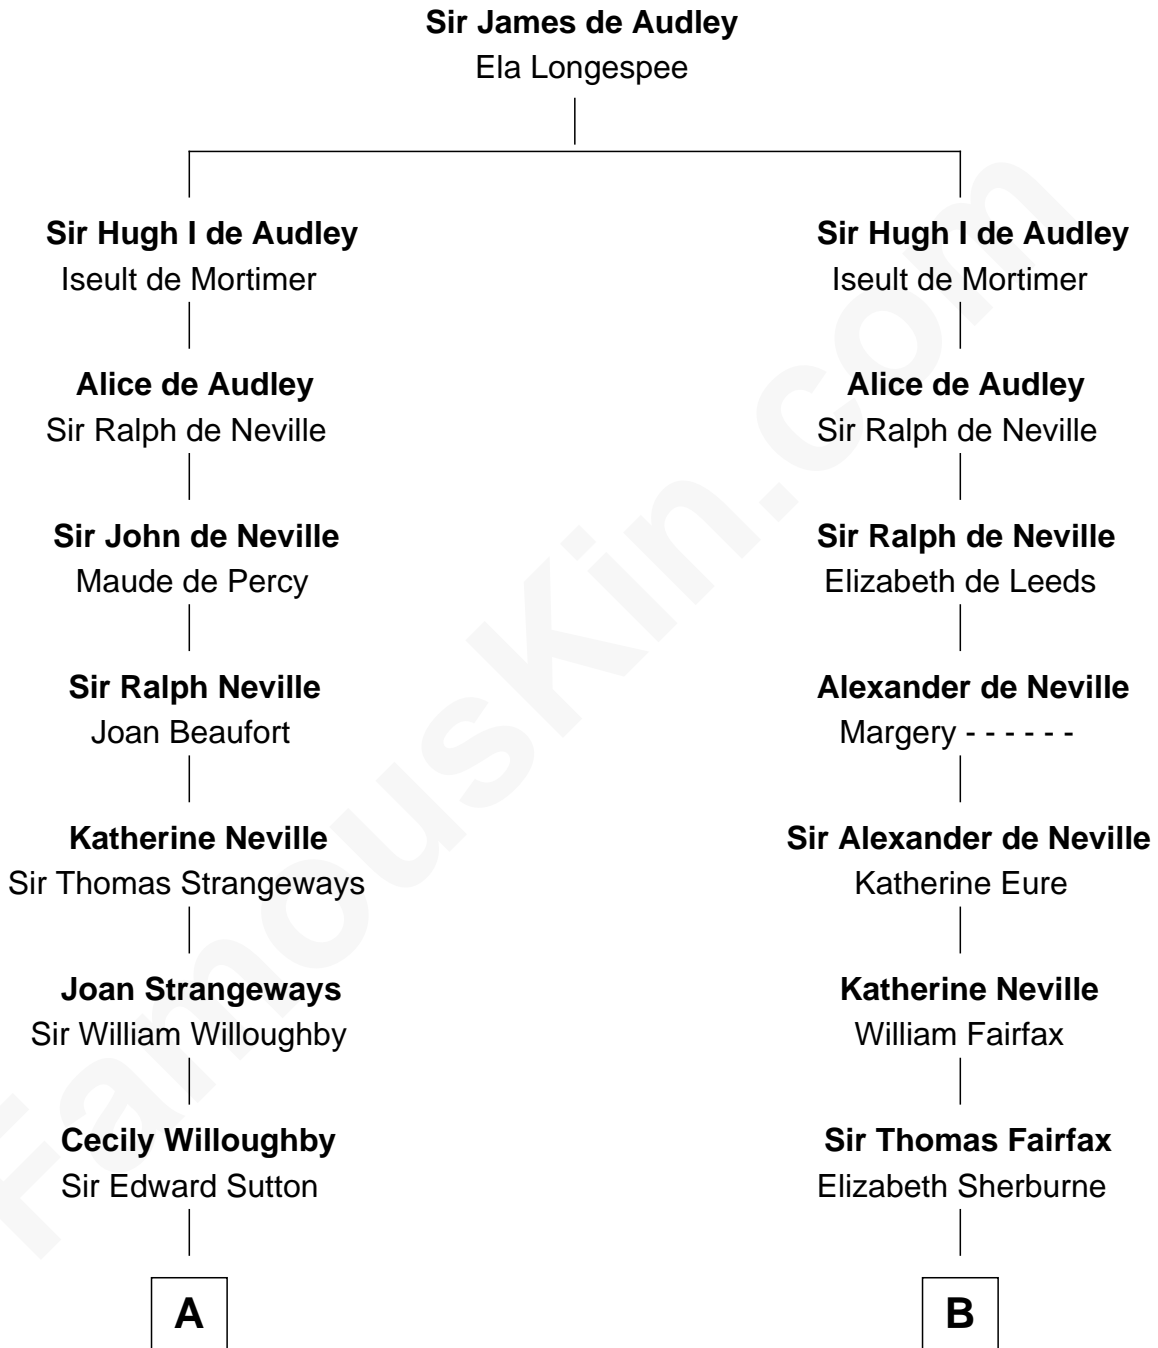 Sir James de Audley
Ela Longespee
Sir Hugh I de Audley
Iseult de Mortimer
Alice de Audley
Sir Ralph de Neville
Sir John de Neville
Maude de Percy
Sir Ralph Neville
Joan Beaufort
Katherine Neville
Sir Thomas Strangeways
Joan Strangeways
Sir William Willoughby
Cecily Willoughby
Sir Edward Sutton
A
Sir Hugh I de Audley
Iseult de Mortimer
Alice de Audley
Sir Ralph de Neville
Sir Ralph de Neville
Elizabeth de Leeds
Alexander de Neville
Margery - - - - - -
Sir Alexander de Neville
Katherine Eure
Katherine Neville
William Fairfax
Sir Thomas Fairfax
Elizabeth Sherburne
B
FamousKin.com